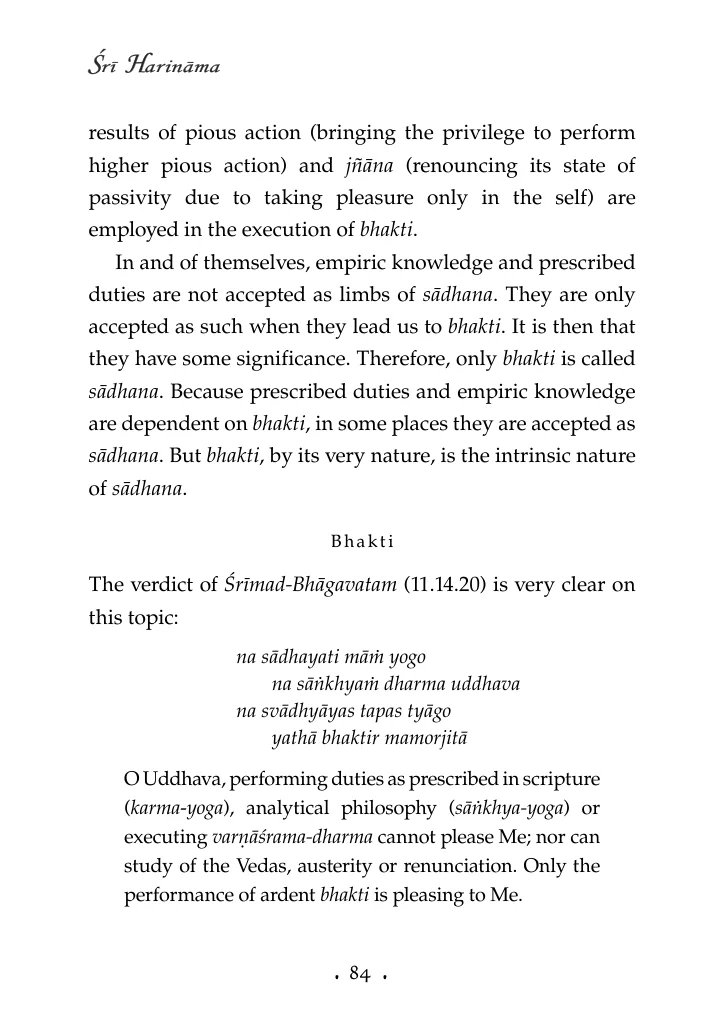 Śrī Harināma
results of pious action (bringing the privilege to perform
higher pious action) and jñāna (renouncing its state of
passivity due to taking pleasure only in the self) are
employed in the execution of bhakti.
In and of themselves, empiric knowledge and prescribed
duties are not accepted as limbs of sādhana. They are only
accepted as such when they lead us to bhakti. It is then that
they have some significance. Therefore, only bhakti is called
sādhana. Because prescribed duties and empiric knowledge
are dependent on bhakti, in some places they are accepted as
sādhana. But bhakti, by its very nature, is the intrinsic nature
of sādhana.
Bhakti
The verdict of Śrīmad-Bhāgavatam (11.14.20) is very clear on
this topic:
na sādhayati māṁ yogo
na sāṅkhyaṁ dharma uddhava
na svādhyāyas tapas tyāgo
yathā bhaktir mamorjitā
O Uddhava, performing duties as prescribed in scripture
(karma-yoga), analytical philosophy (sāṅkhya-yoga) or
executing varṇāśrama-dharma cannot please Me; nor can
study of the Vedas, austerity or renunciation. Only the
performance of ardent bhakti is pleasing to Me.
• 84 •